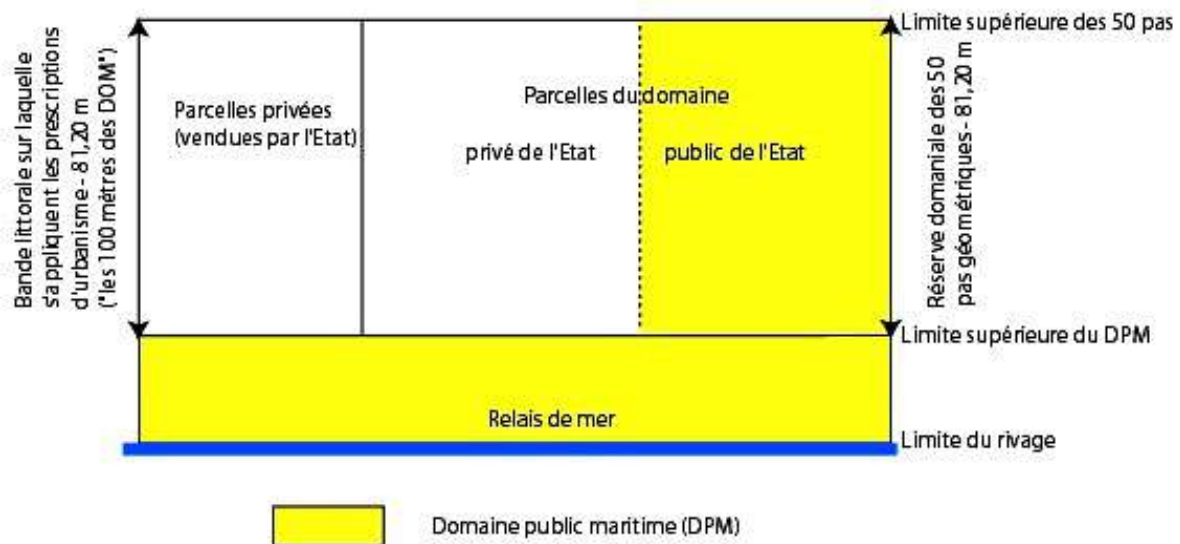 Bande littorale sur laquelle
s'appliquent les prescriptions
d'urbanisme - 81,20 m
("les 100 mètres des DOM")
Parcelles privées
(vendues par l'Etat)
Parcelles du domaine
privé de l'Etat
public de l'Etat
Limite supérieure des 50 pas
Réserve domaniale des 50
pas géométriques - 81,20 m
Limite supérieure du DPM
Relais de mer
Limite du rivage
Domaine public maritime (DPM)